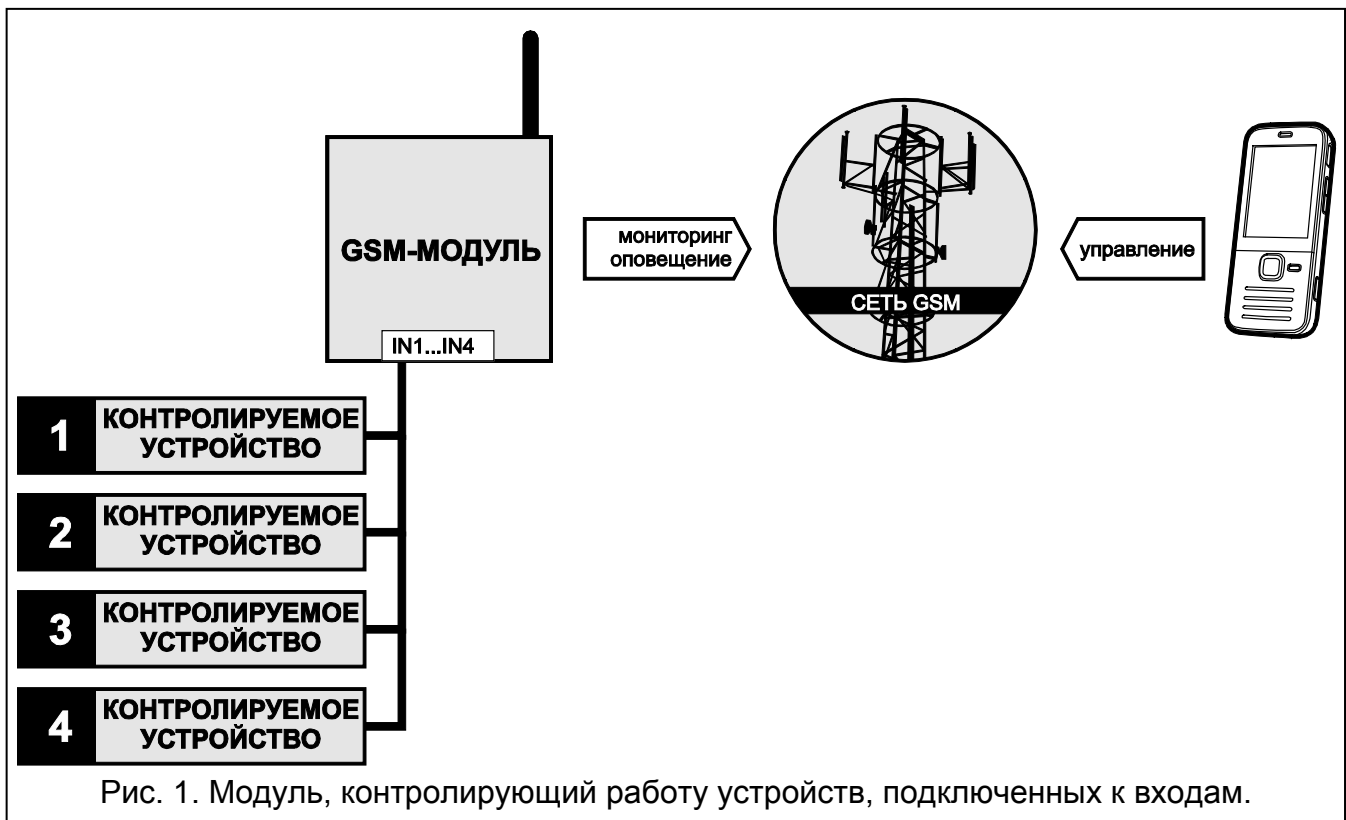 GSM-МОДУЛЬ
IN1...IN4
мониторинг
оповещение
СЕТЬ GSM
управление
1
КОНТРОЛИРУЕМОЕ
УСТРОЙСТВО
2
КОНТРОЛИРУЕМОЕ
УСТРОЙСТВО
3
КОНТРОЛИРУЕМОЕ
УСТРОЙСТВО
4
КОНТРОЛИРУЕМОЕ
УСТРОЙСТВО
Рис. 1. Модуль, контролирующий работу устройств, подключенных к входам.